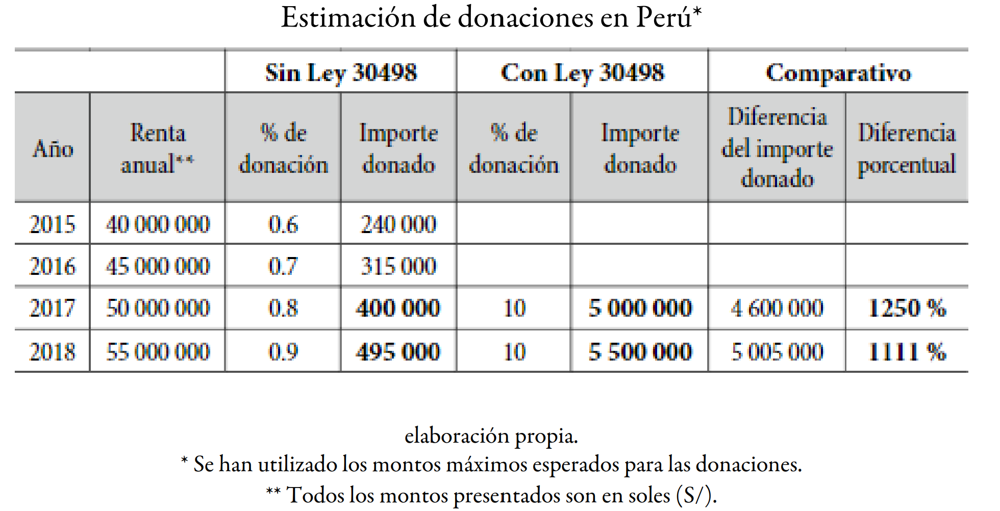 Estimación de donaciones en Perú*
Sin Ley 30498 Con Ley 30498 Comparativo
Año Renta anual** % de donación Importe donado % de donación Importe donado Diferencia del importe donado Diferencia porcentual
2015 40 000 000 0.6 240 000
2016 45 000 000 0.7 315 000
2017 50 000 000 0.8 400 000 10 5 000 000 4 600 000 1250 %
2018 55 000 000 0.9 495 000 10 5 500 000 5 005 000 1111 %
elaboración propia.
* Se han utilizado los montos máximos esperados para las donaciones.
** Todos los montos presentados son en soles (S/).